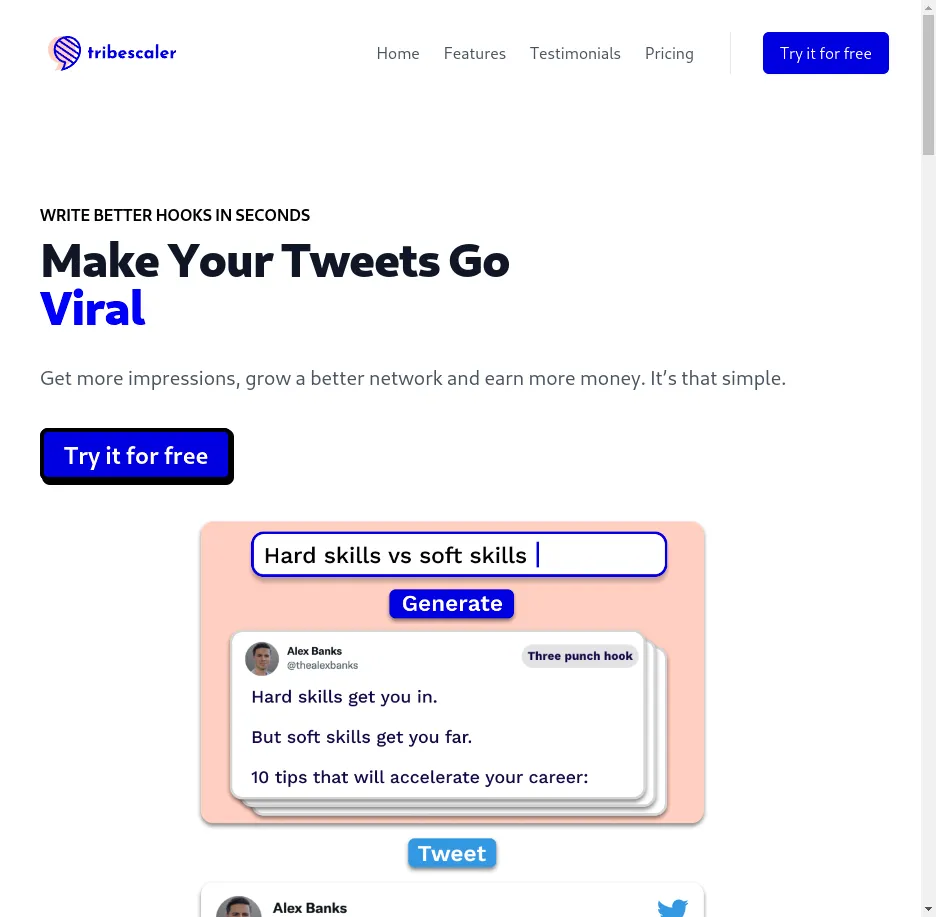 tribescaler
Home Features Testimonials Pricing Try it for free
WRITE BETTER HOOKS IN SECONDS
Make Your Tweets Go
Viral
Get more impressions, grow a better network and earn more money. It’s that simple.
Try it for free
Hard skills vs soft skills
Generate
Alex Banks
@thealexbanks
Three punch hook
Hard skills get you in.
But soft skills get you far.
10 tips that will accelerate your career:
Tweet
Alex Banks